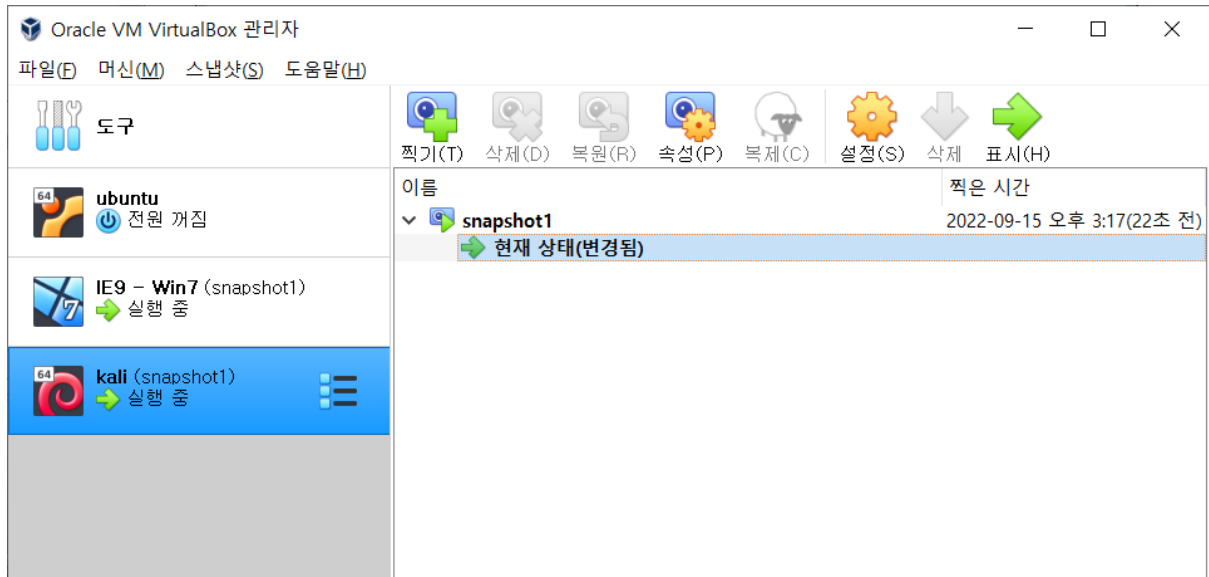 Oracle VM VirtualBox 관리자
파일(F) 머신(M) 스냅샷(S) 도움말(H)
도구
찍기(T) 삭제(D) 복원(R) 속성(P) 복제(C) 설정(S) 삭제 표시(H)
이름 찍은 시간
64 ubuntu
전원 꺼짐
snapshot1 2022-09-15 오후 3:17(22초 전)
현재 상태(변경됨)
7 IE9 - Win7 (snapshot1)
실행 중
64 kali (snapshot1)
실행 중